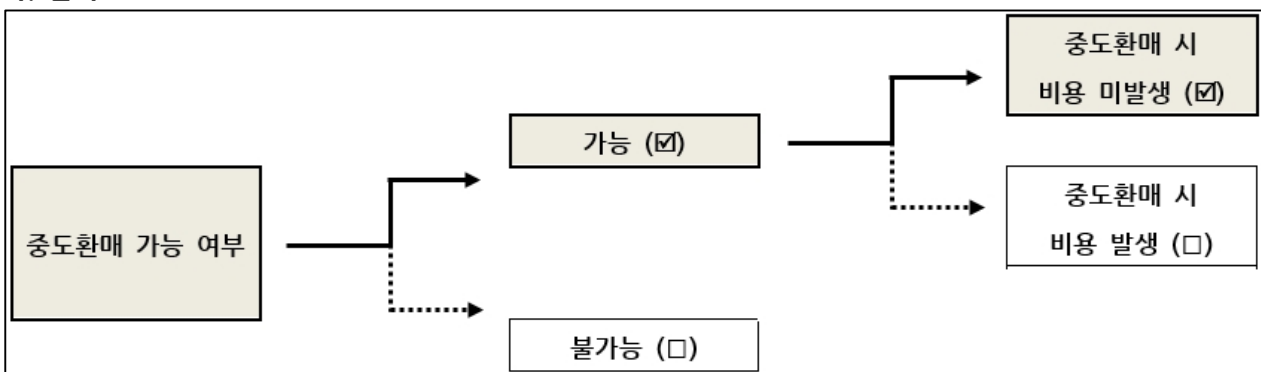 중도환매 시
비용 미발생 (☑)
가능 (☑)
중도환매 시
비용 발생 (□)
중도환매 가능 여부
불가능 (□)